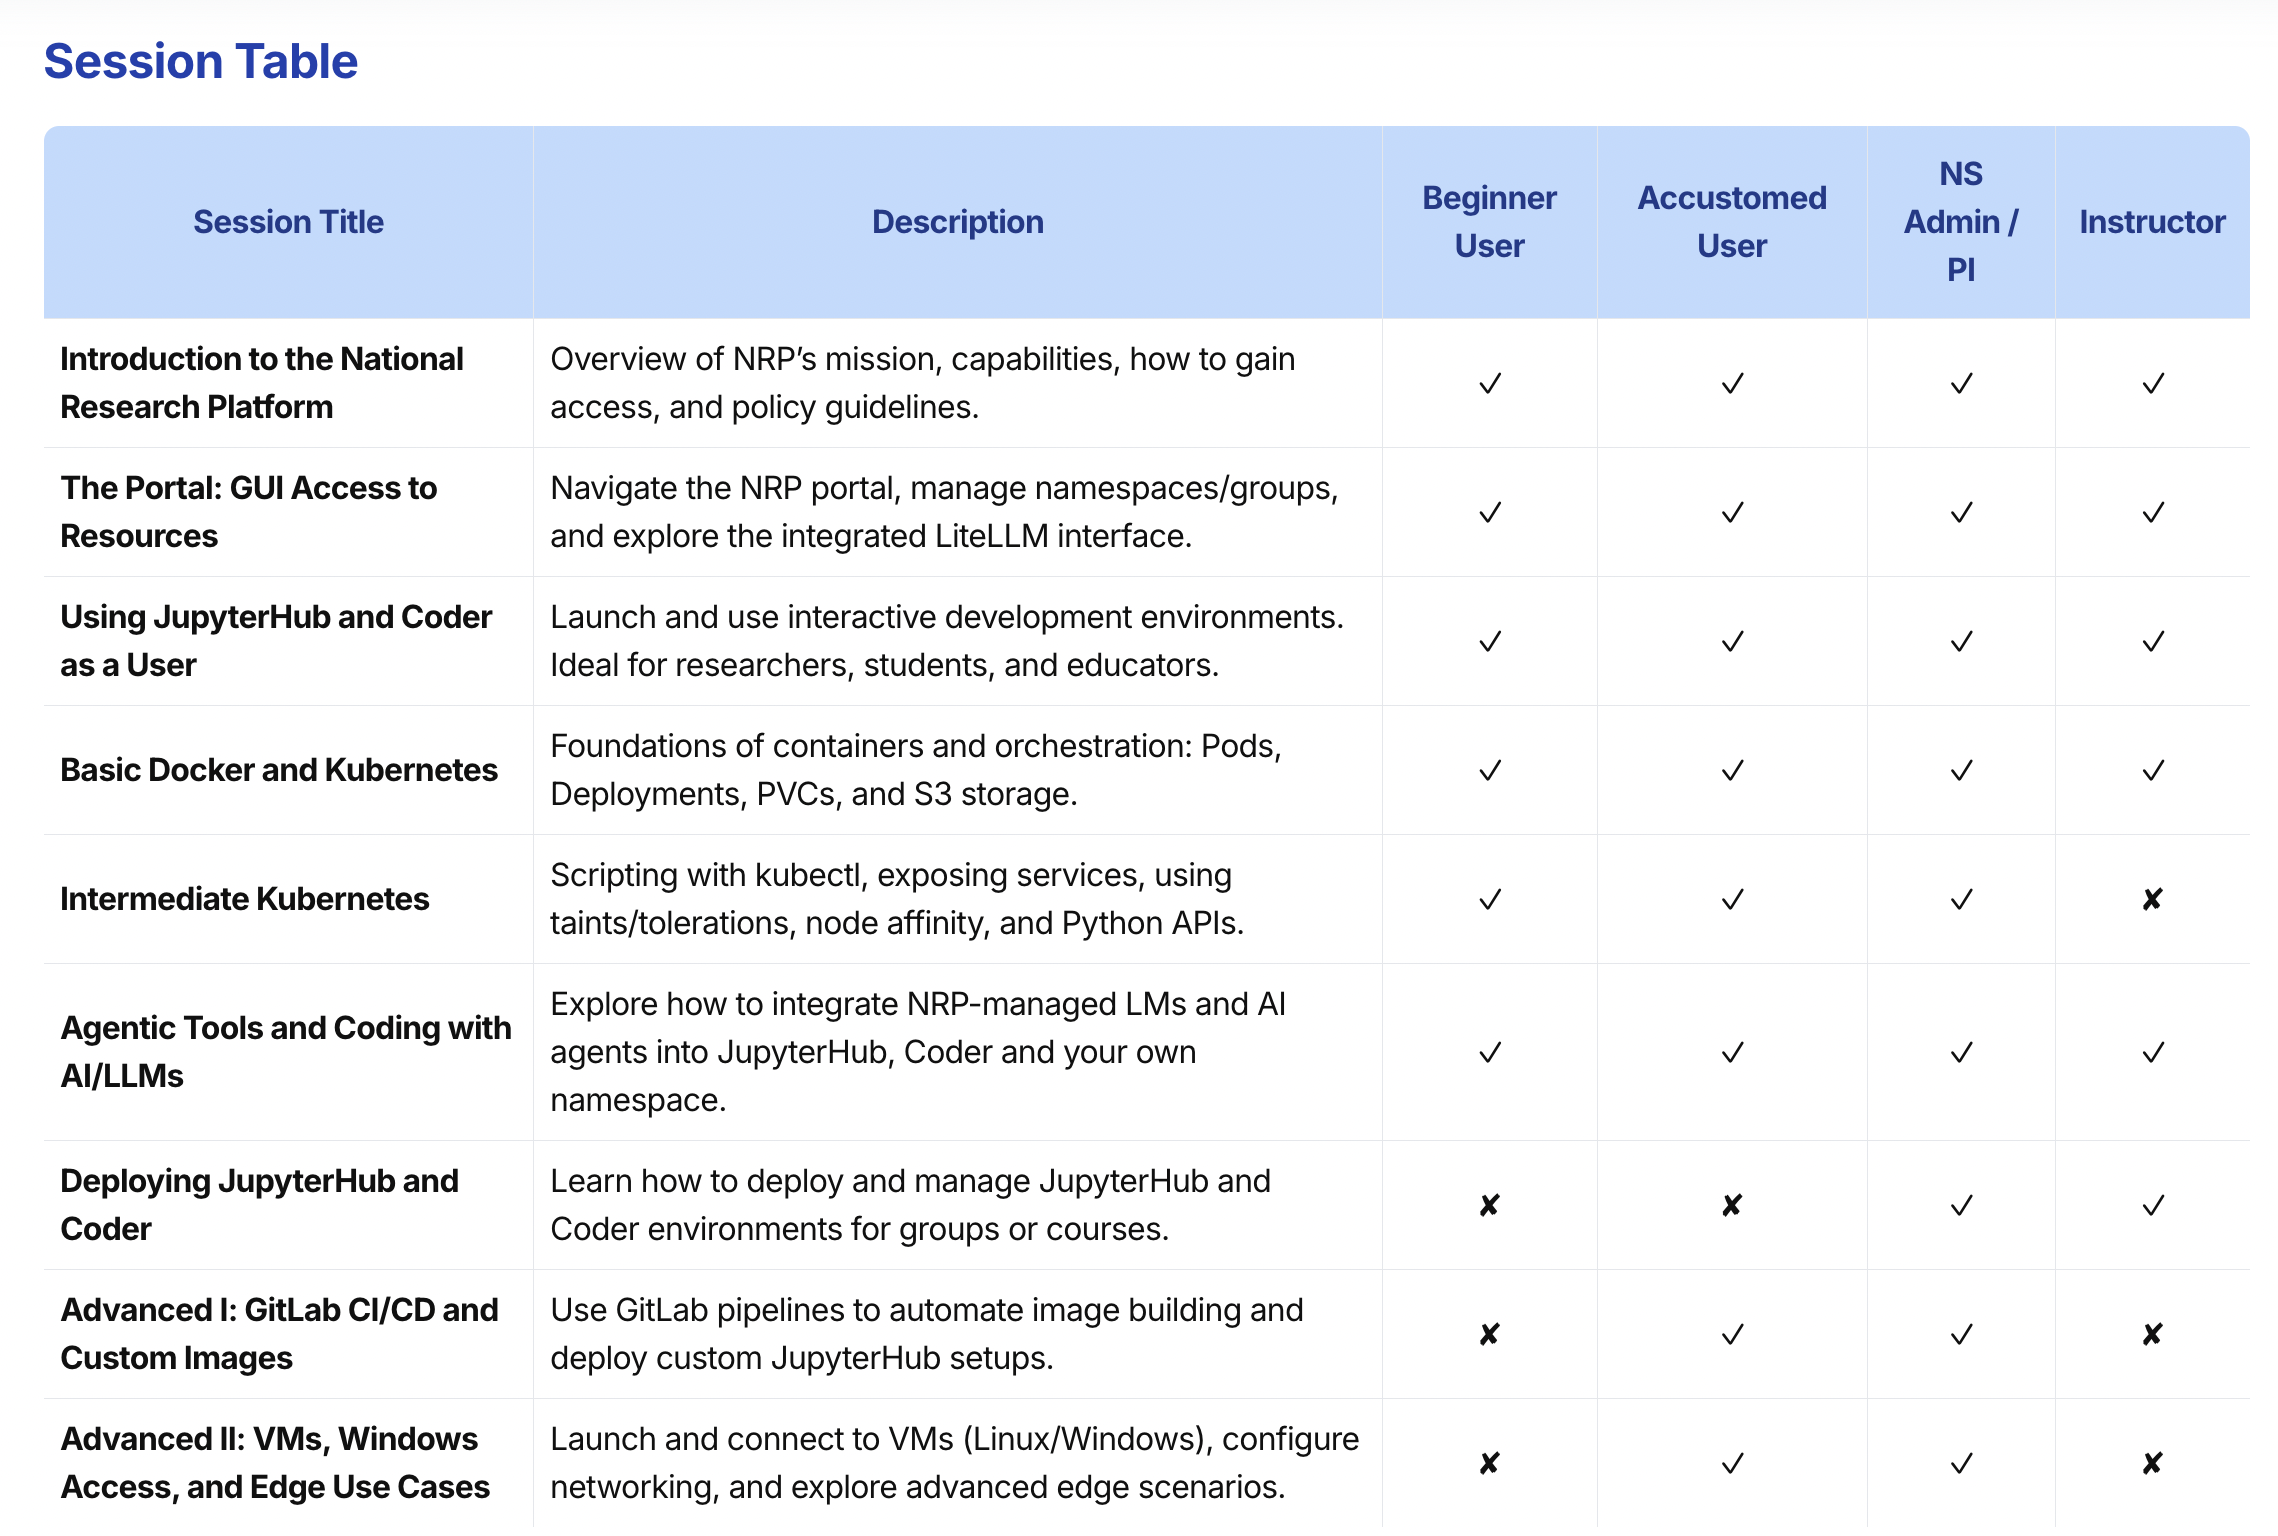 Session Table
Session Title
Description
Beginner
User
Accustomed
User
NS
Admin /
PI
Instructor
Introduction to the National
Research Platform
Overview of NRP’s mission, capabilities, how to gain
access, and policy guidelines.
✓ ✓ ✓ ✓
The Portal: GUI Access to
Resources
Navigate the NRP portal, manage namespaces/groups,
and explore the integrated LiteLLM interface.
✓ ✓ ✓ ✓
Using JupyterHub and Coder
as a User
Launch and use interactive development environments.
Ideal for researchers, students, and educators.
✓ ✓ ✓ ✓
Basic Docker and Kubernetes
Foundations of containers and orchestration: Pods,
Deployments, PVCs, and S3 storage.
✓ ✓ ✓ ✓
Intermediate Kubernetes
Scripting with kubectl, exposing services, using
taints/tolerations, node affinity, and Python APIs.
✓ ✓ ✓ ✘
Agentic Tools and Coding with
AI/LLMs
Explore how to integrate NRP-managed LMs and AI
agents into JupyterHub, Coder and your own
namespace.
✓ ✓ ✓ ✓
Deploying JupyterHub and
Coder
Learn how to deploy and manage JupyterHub and
Coder environments for groups or courses.
✘ ✘ ✓ ✓
Advanced I: GitLab CI/CD and
Custom Images
Use GitLab pipelines to automate image building and
deploy custom JupyterHub setups.
✘ ✓ ✓ ✘
Advanced II: VMs, Windows
Access, and Edge Use Cases
Launch and connect to VMs (Linux/Windows), configure
networking, and explore advanced edge scenarios.
✘ ✓ ✓ ✘